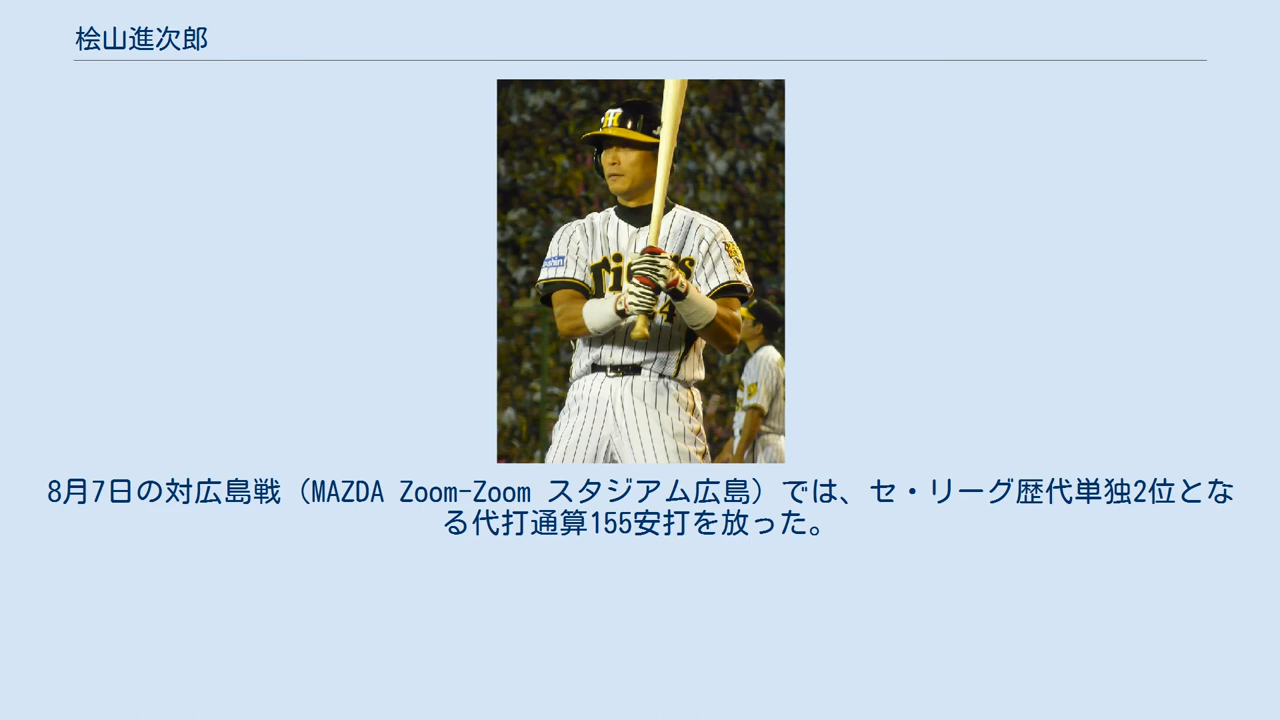 桧山進次郎
8月7日の対広島戦（MAZDA Zoom-Zoom スタジアム広島）では、セ・リーグ歴代単独2位とな
る代打通算155安打を放った。